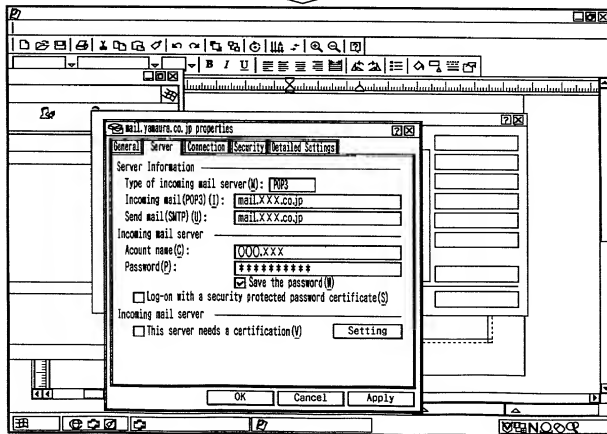 B I U
mail.yamaura.co.jp properties
General Server Connection Security Detailed Settings
Server Information
Type of incoming mail server(M): POP3
Incoming mail(POP3)(I): mail.XXX.co.jp
Send mail(SMTP)(U): mail.XXX.co.jp
Incoming mail server
Acount name(C): OOO.XXX
Password(P): **********
Save the password(W)
Log-on with a security protected password certificate(S)
Incoming mail server
This server needs a certification(V) Setting
OK Cancel Apply